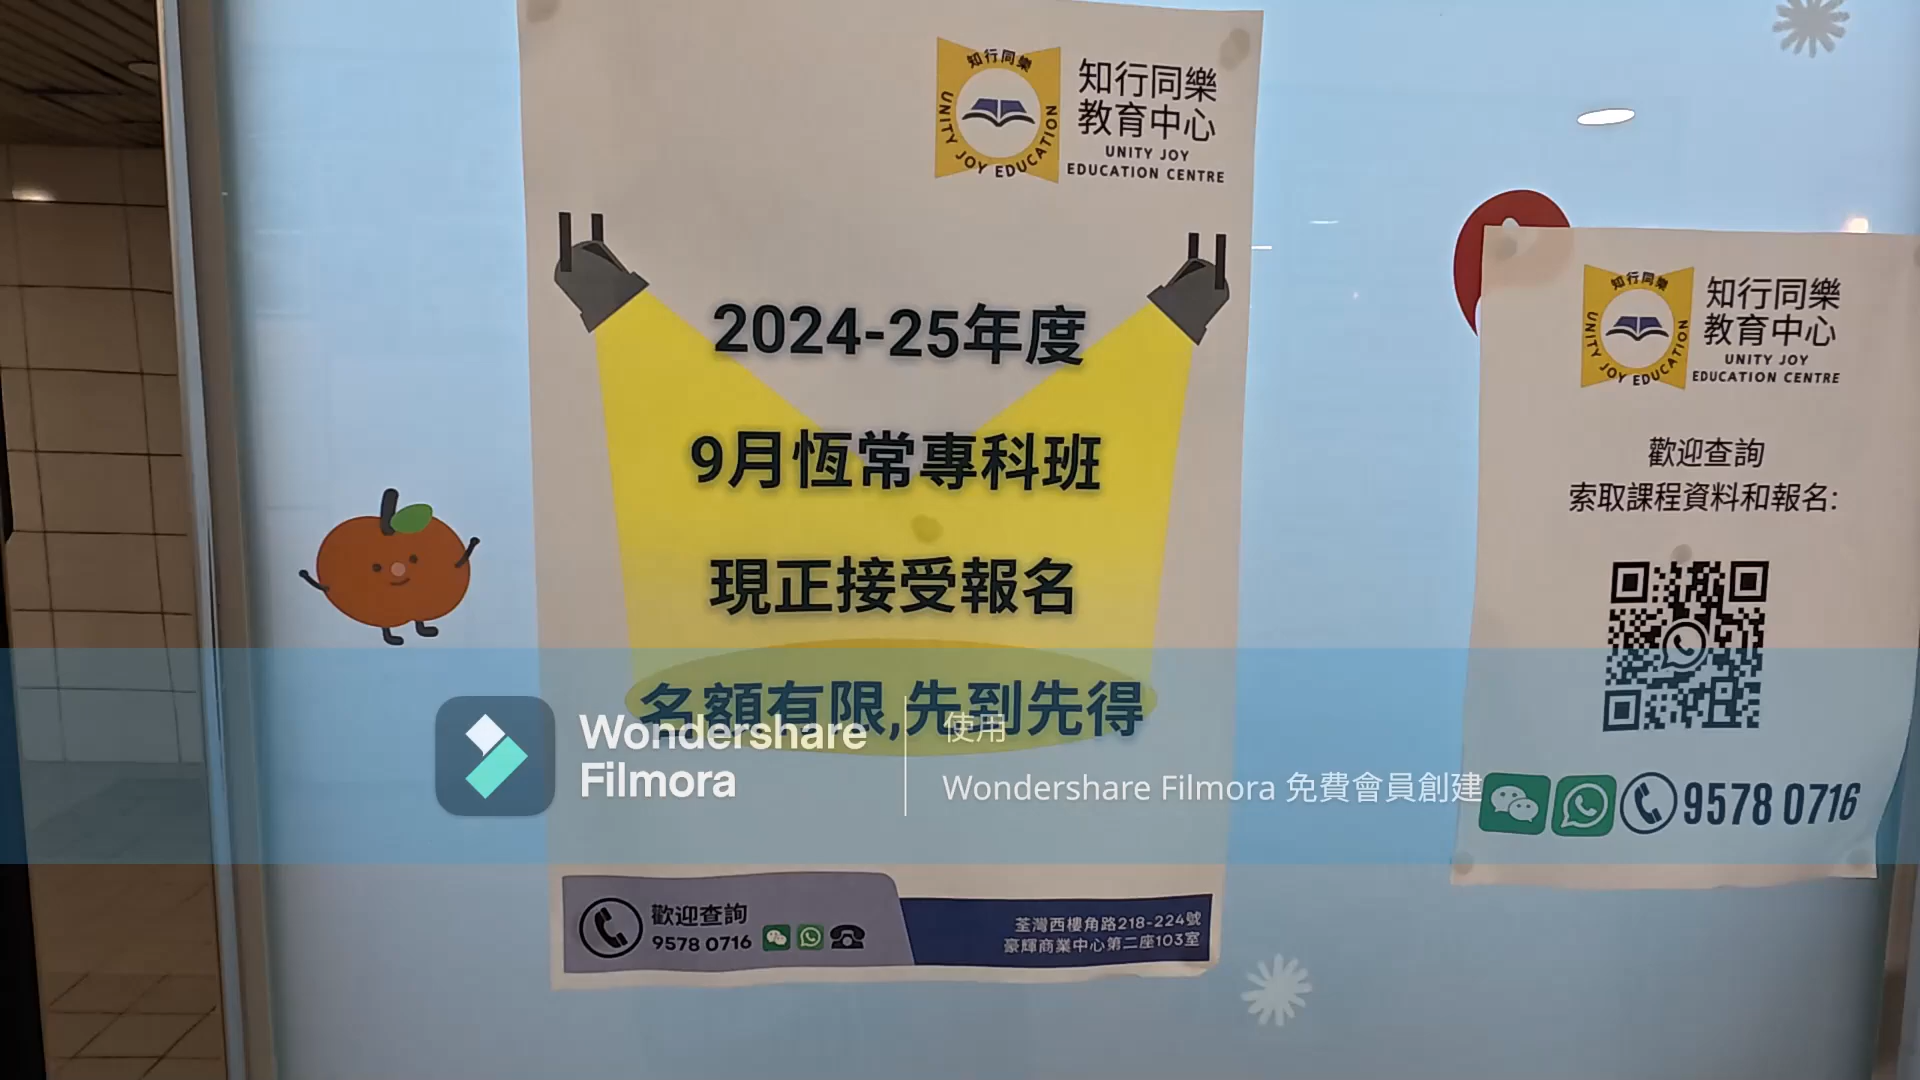 知行同樂
UNITY JOY EDUCATION
知行同樂
教育中心
UNITY JOY
EDUCATION CENTRE
2024-25年度
9月恆常專科班
現正接受報名
名額有限,先到先得
歡迎查詢
9578 0716
荃灣西樓角路218-224號
豪輝商業中心第二座103室
知行同樂
UNITY JOY EDUCATION
知行同樂
教育中心
UNITY JOY
EDUCATION CENTRE
歡迎查詢
索取課程資料和報名:
9578 0716
Wondershare
Filmora
使用
Wondershare Filmora 免費會員創建